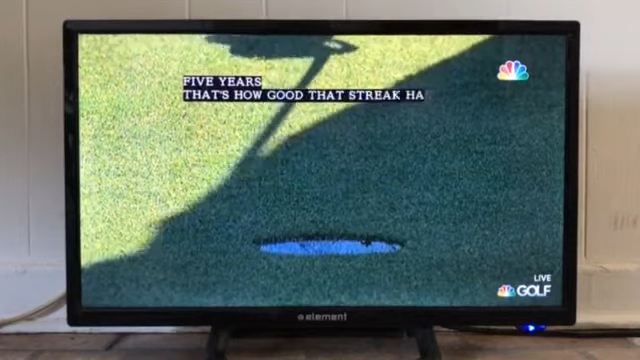 FIVE YEARS
THAT'S HOW GOOD THAT STREAK HA
LIVE
GOLF
element